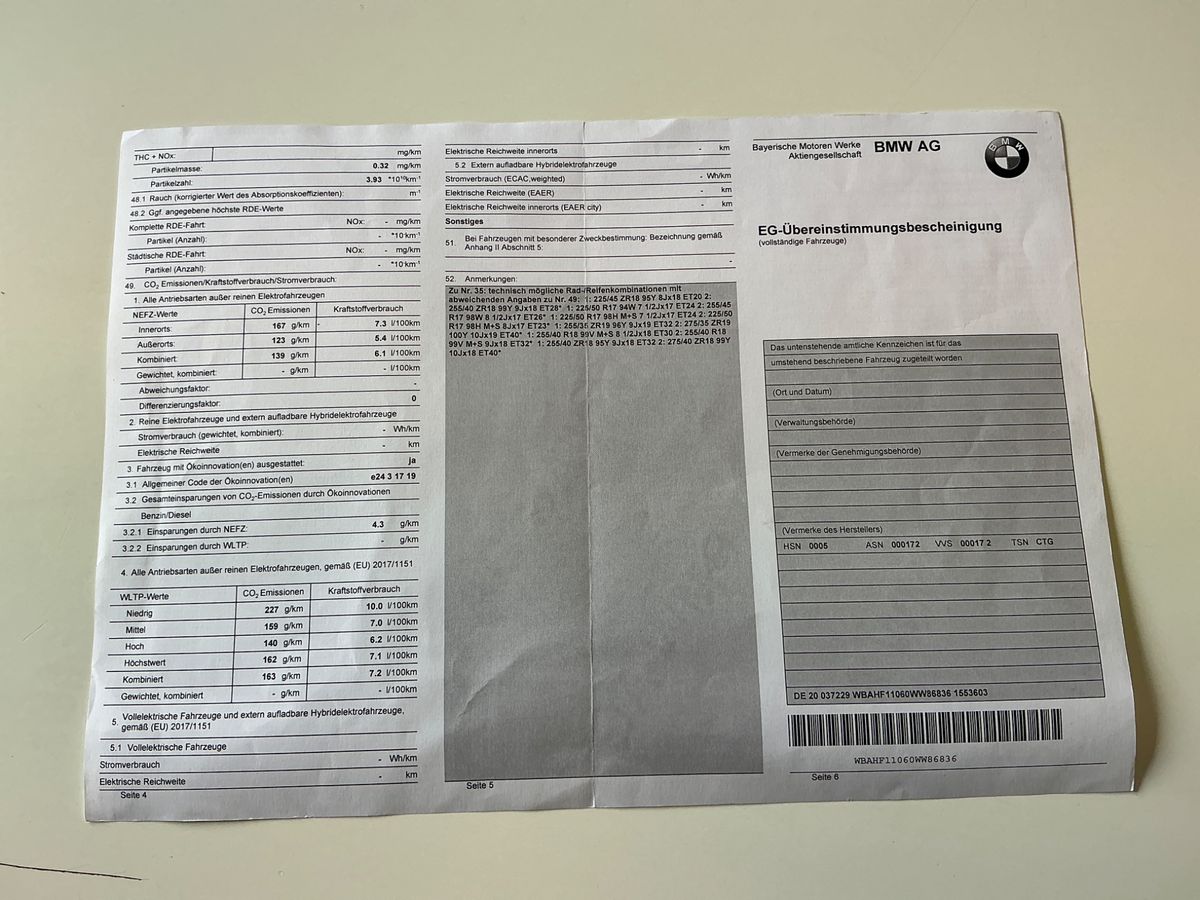 THC + NOx: mg/km
Partikelmasse: 0.32 mg/km
Partikelzahl: 3.93 *10¹⁰km⁻¹
48.1 Rauch (korrigierter Wert des Absorptionskoeffizienten): m⁻¹
48.2 Ggf. angegebene höchste RDE-Werte
Komplette RDE-Fahrt: NOx: - mg/km
Partikel (Anzahl): - *10 km⁻¹
Städtische RDE-Fahrt: NOx: - mg/km
Partikel (Anzahl): - *10 km⁻¹
49. CO₂ Emissionen/Kraftstoffverbrauch/Stromverbrauch:
1. Alle Antriebsarten außer reinen Elektrofahrzeugen
NEFZ-Werte CO₂ Emissionen Kraftstoffverbrauch
Innerorts: 167 g/km - 7.3 l/100km
Außerorts: 123 g/km 5.4 l/100km
Kombiniert: 139 g/km 6.1 l/100km
Gewichtet, kombiniert: - g/km - l/100km
Abweichungsfaktor: -
Differenzierungsfaktor: 0
2. Reine Elektrofahrzeuge und extern aufladbare Hybridelektrofahrzeuge
Stromverbrauch (gewichtet, kombiniert): - Wh/km
Elektrische Reichweite - km
3. Fahrzeug mit Ökoinnovation(en) ausgestattet: ja
3.1 Allgemeiner Code der Ökoinnovation(en) e24 3 17 19
3.2 Gesamteinsparungen von CO₂-Emissionen durch Ökoinnovationen
Benzin/Diesel
3.2.1 Einsparungen durch NEFZ: 4.3 g/km
3.2.2 Einsparungen durch WLTP: - g/km
4. Alle Antriebsarten außer reinen Elektrofahrzeugen, gemäß (EU) 2017/1151
WLTP-Werte CO₂ Emissionen Kraftstoffverbrauch
Niedrig 227 g/km 10.0 l/100km
Mittel 159 g/km 7.0 l/100km
Hoch 140 g/km 6.2 l/100km
Höchstwert 162 g/km 7.1 l/100km
Kombiniert 163 g/km 7.2 l/100km
Gewichtet, kombiniert - g/km - l/100km
5. Vollelektrische Fahrzeuge und extern aufladbare Hybridelektrofahrzeuge,
gemäß (EU) 2017/1151
5.1 Vollelektrische Fahrzeuge
Stromverbrauch - Wh/km
Elektrische Reichweite - km
Seite 4
Elektrische Reichweite innerorts - km
5.2 Extern aufladbare Hybridelektrofahrzeuge
Stromverbrauch (ECAC,weighted) - Wh/km
Elektrische Reichweite (EAER) - km
Elektrische Reichweite innerorts (EAER city) - km
Sonstiges
51. Bei Fahrzeugen mit besonderer Zweckbestimmung: Bezeichnung gemäß
Anhang II Abschnitt 5:
-
52. Anmerkungen:
Zu Nr. 35: technisch mögliche Rad-/Reifenkombinationen mit
abweichenden Angaben zu Nr. 49: 1: 225/45 ZR18 95Y 8Jx18 ET20 2:
255/40 ZR18 99Y 9Jx18 ET28* 1: 225/50 R17 94W 7 1/2Jx17 ET24 2: 255/45
R17 98W 8 1/2Jx17 ET26* 1: 225/50 R17 98H M+S 7 1/2Jx17 ET24 2: 225/50
R17 98H M+S 8Jx17 ET23* 1: 255/35 ZR19 96Y 9Jx19 ET32 2: 275/35 ZR19
100Y 10Jx19 ET40* 1: 255/40 R18 99V M+S 8 1/2Jx18 ET30 2: 255/40 R18
99V M+S 9Jx18 ET32* 1: 255/40 ZR18 95Y 9Jx18 ET32 2: 275/40 ZR18 99Y
10Jx18 ET40*
Seite 5
Bayerische Motoren Werke
Aktiengesellschaft
BMW AG
BMW
EG-Übereinstimmungsbescheinigung
(vollständige Fahrzeuge)
Das untenstehende amtliche Kennzeichen ist für das
umstehend beschriebene Fahrzeug zugeteilt worden
(Ort und Datum)
(Verwaltungsbehörde)
(Vermerke der Genehmigungsbehörde)
(Vermerke des Herstellers)
HSN 0005 ASN 000172 VVS 00017 2 TSN CTG
DE 20 037229 WBAHF11060WW86836 1553603
WBAHF11060WW86836
Seite 6